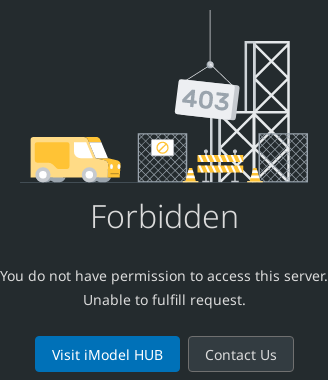 403
Forbidden
You do not have permission to access this server.
Unable to fulfill request.
Visit iModel HUB
Contact Us